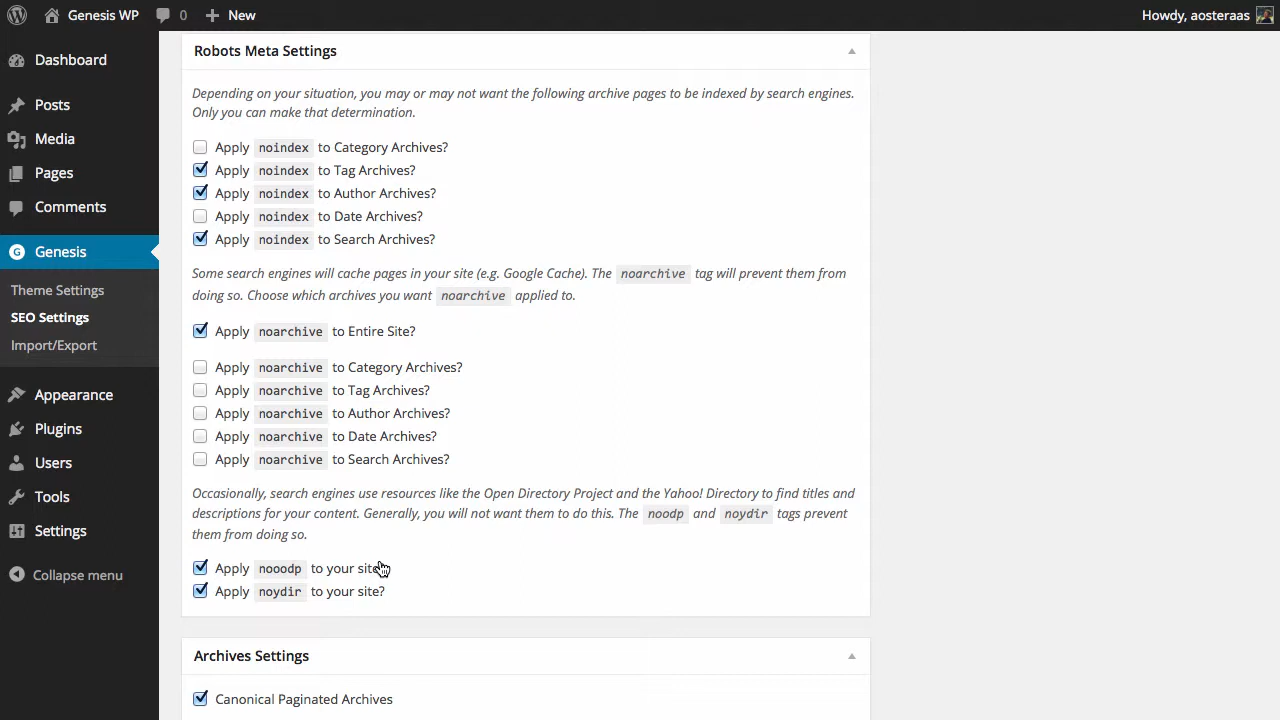 Genesis WP 0 New Howdy, aosteraas
Dashboard
Posts
Media
Pages
Comments
Genesis
Theme Settings
SEO Settings
Import/Export
Appearance
Plugins
Users
Tools
Settings
Collapse menu
Robots Meta Settings
Depending on your situation, you may or may not want the following archive pages to be indexed by search engines.
Only you can make that determination.
Apply noindex to Category Archives?
Apply noindex to Tag Archives?
Apply noindex to Author Archives?
Apply noindex to Date Archives?
Apply noindex to Search Archives?
Some search engines will cache pages in your site (e.g. Google Cache). The noarchive tag will prevent them from
doing so. Choose which archives you want noarchive applied to.
Apply noarchive to Entire Site?
Apply noarchive to Category Archives?
Apply noarchive to Tag Archives?
Apply noarchive to Author Archives?
Apply noarchive to Date Archives?
Apply noarchive to Search Archives?
Occasionally, search engines use resources like the Open Directory Project and the Yahoo! Directory to find titles and
descriptions for your content. Generally, you will not want them to do this. The noodp and noydir tags prevent
them from doing so.
Apply nooodp to your site
Apply noydir to your site?
Archives Settings
Canonical Paginated Archives